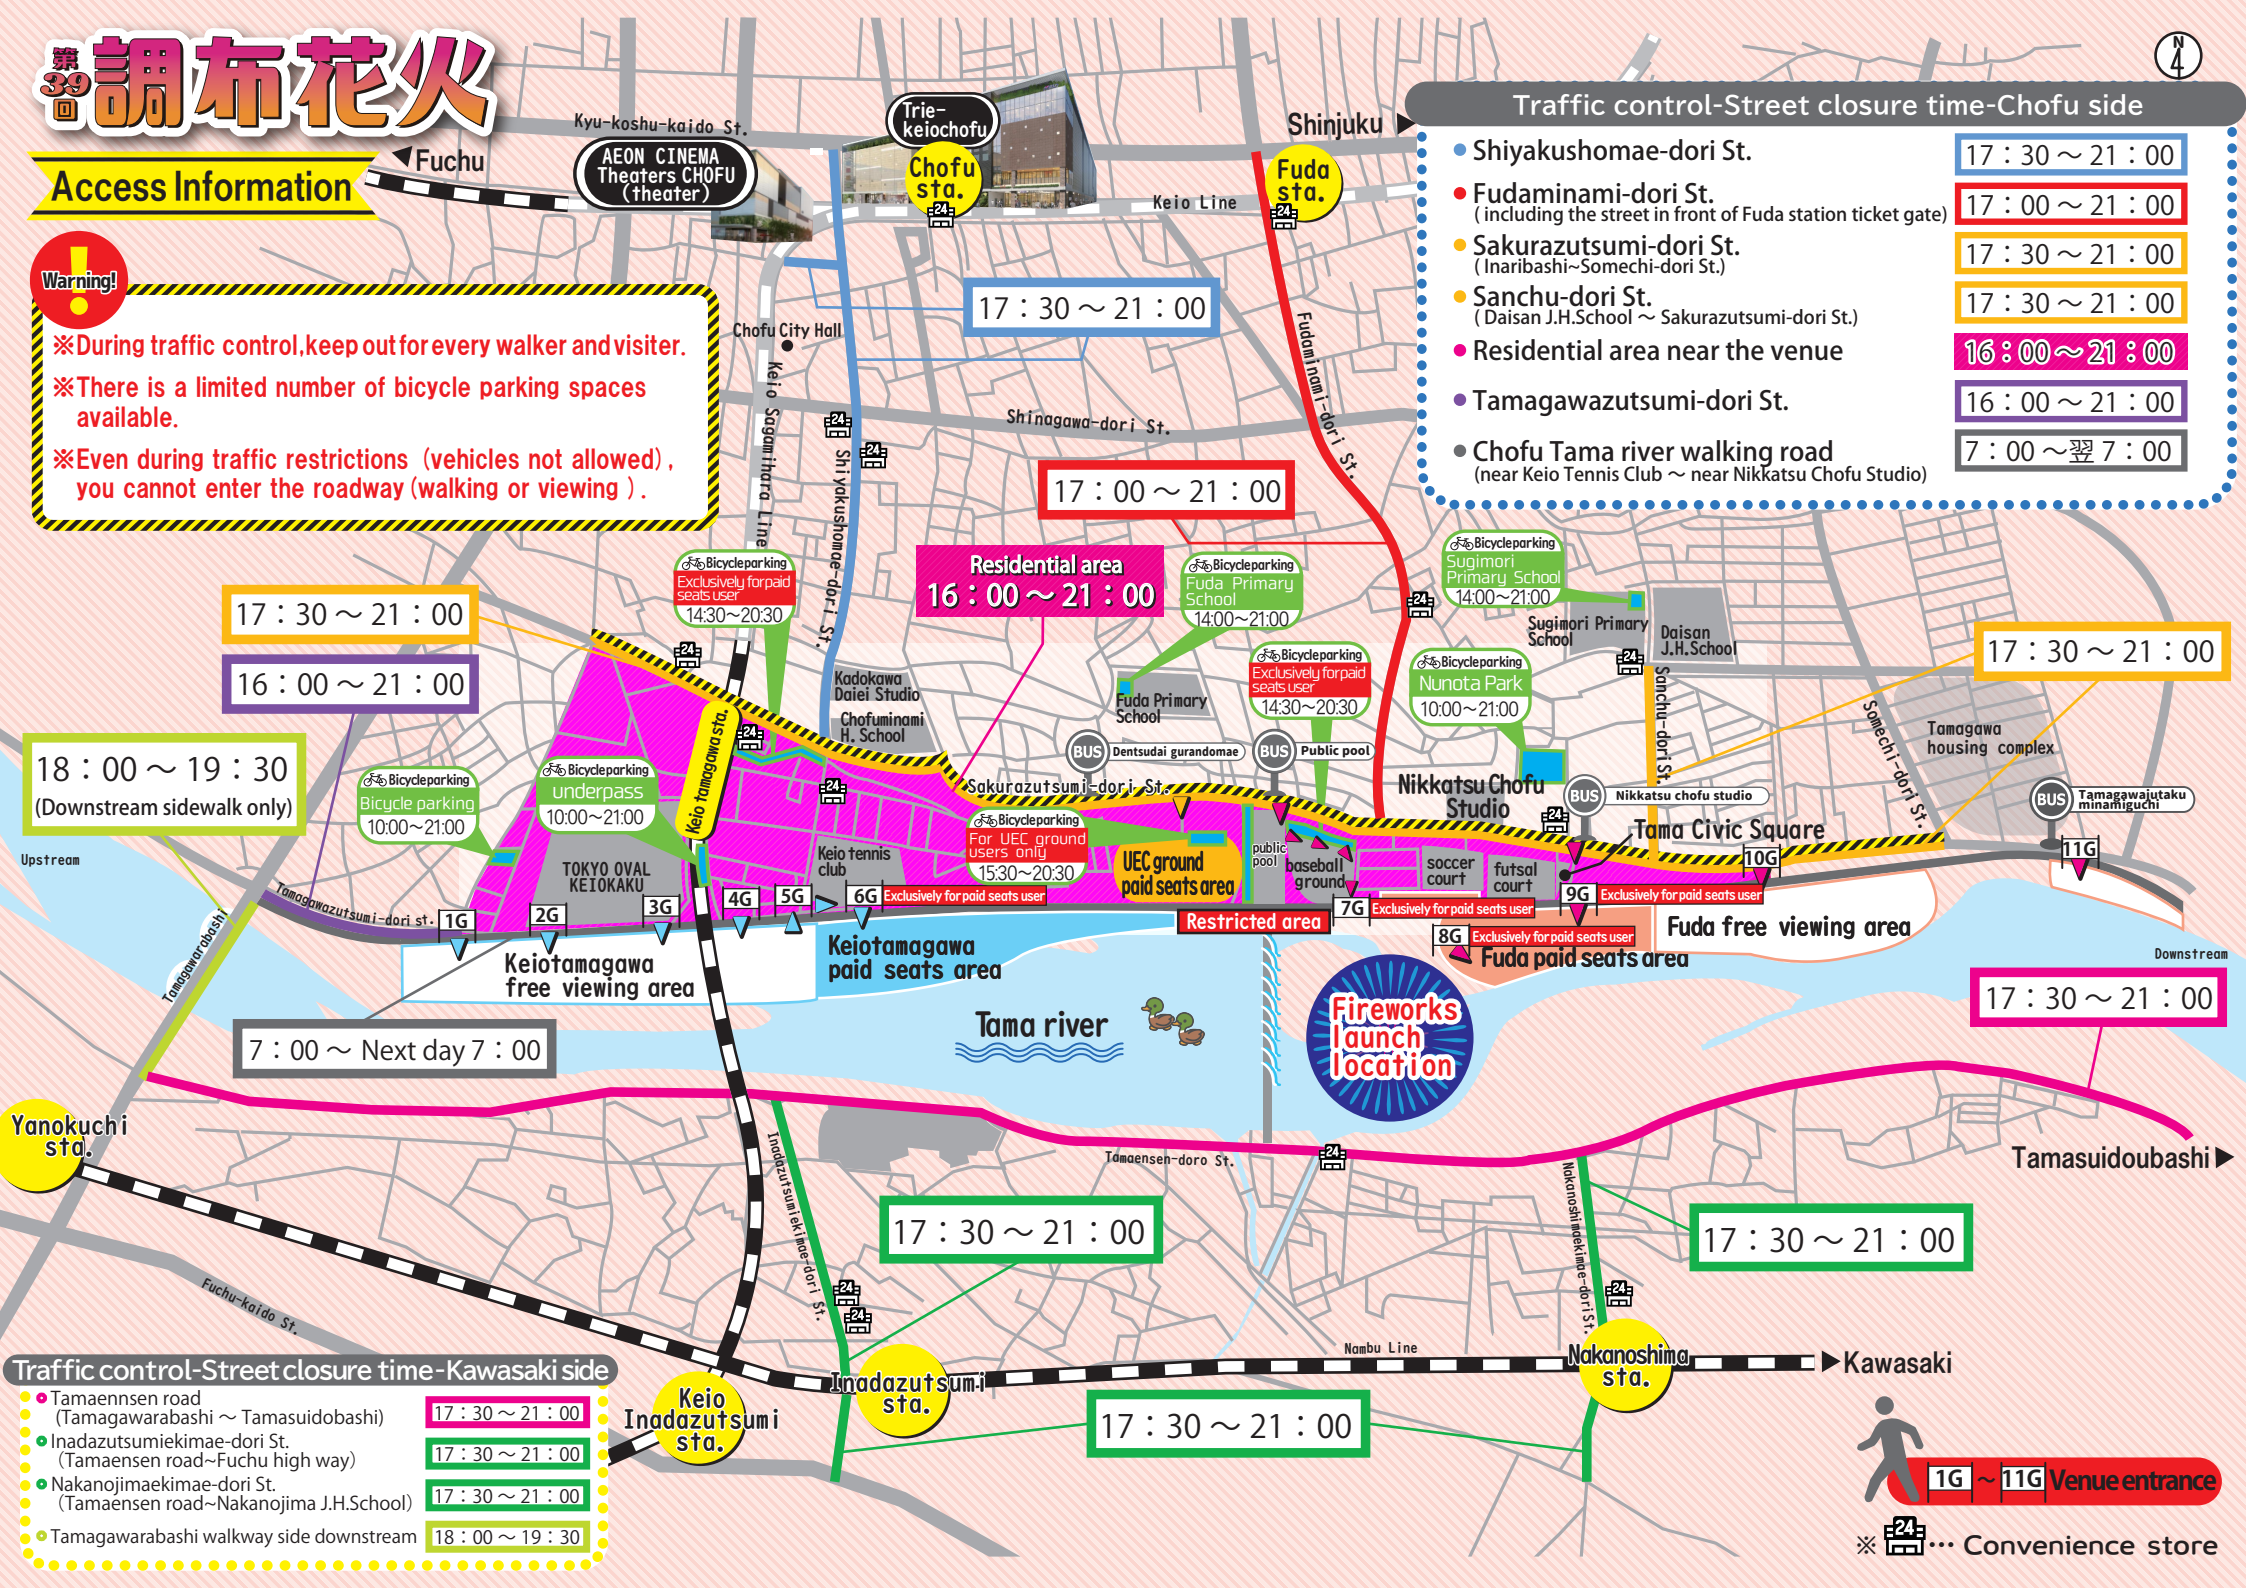 第39回
調布花火
Access Information
Fuchu
Kyu-koshu-kaido St.
AEON CINEMA
Theaters CHOFU
(theater)
Trie-
keiochofu
Chofu
sta.
24
Keio Line
Shinjuku
Fuda
sta.
24
N
Traffic control-Street closure time-Chofu side
Shiyakushomae-dori St.
17：30～21：00
Fudaminami-dori St.
( including the street in front of Fuda station ticket gate)
17：00～21：00
Sakurazutsumi-dori St.
( Inaribashi~Somechi-dori St.)
17：30～21：00
Sanchu-dori St.
( Daisan J.H.School ～ Sakurazutsumi-dori St.)
17：30～21：00
Residential area near the venue
16：00～21：00
Tamagawazutsumi-dori St.
16：00～21：00
Chofu Tama river walking road
(near Keio Tennis Club ～ near Nikkatsu Chofu Studio)
7：00～翌 7：00
Warning!
※During traffic control,keep out for every walker and visiter.
※There is a limited number of bicycle parking spaces
available.
※Even during traffic restrictions (vehicles not allowed),
you cannot enter the roadway (walking or viewing ).
17：30～21：00
Chofu City Hall
Keio Sagamihara Line
Shiyakushomae-dori St.
Shinagawa-dori St.
Fudaminami-dori St.
24
24
17：00～21：00
Residential area
16：00～21：00
Bicycleparking
Exclusively forpaid
seats user
14:30～20:30
Bicycleparking
Fuda Primary
School
14:00～21:00
Bicycleparking
Sugimori
Primary School
14:00～21:00
24
Sugimori Primary
School
Daisan
J.H.School
24
17：30～21：00
16：00～21：00
18：00～19：30
(Downstream sidewalk only)
24
Kadokawa
Daiei Studio
Chofuminami
H. School
Fuda Primary
School
Bicycleparking
Exclusively forpaid
seats user
14:30～20:30
Bicycleparking
Nunota Park
10:00～21:00
Sanchu-dori St.
Somechi-dori St.
17：30～21：00
Tamagawa
housing complex
Bicycleparking
Bicycle parking
10:00～21:00
Bicycleparking
underpass
10:00～21:00
Keio tamagawa sta.
24
24
BUS
Dentsudai gurandomae
BUS
Public pool
Sakurazutsumi-dori St.
Nikkatsu Chofu
Studio
24
BUS
Nikkatsu chofu studio
BUS
Tamagawajutaku
minamiguchi
Tama Civic Square
Upstream
TOKYO OVAL
KEIOKAKU
Keio tennis
club
Bicycleparking
For UEC ground
users only
15:30～20:30
UEC ground
paid seats area
public
pool
baseball
ground
soccer
court
futsal
court
Tamagawazutsumi-dori st.
Tamagawarabashi
1G
2G
3G
4G
5G
6G
Exclusively forpaid seats user
Restricted area
7G
Exclusively forpaid seats user
8G
Exclusively forpaid seats user
9G
Exclusively forpaid seats user
10G
11G
Keiotamagawa
free viewing area
Keiotamagawa
paid seats area
Fuda paid seats area
Fuda free viewing area
Downstream
17：30～21：00
7：00～ Next day 7：00
Tama river
Fireworks
launch
location
Yanokuchi
sta.
Tamaensen-doro St.
24
Tamasuidoubashi
Inadazutsumiekimae-dori St.
17：30～21：00
Nakanoshimaekimae-dori St.
17：30～21：00
Fuchu-kaido St.
24
24
24
Nambu Line
Nakanoshima
sta.
Kawasaki
Keio
Inadazutsumi
sta.
Inadazutsumi
sta.
17：30～21：00
Traffic control-Street closure time-Kawasaki side
Tamaennsen road
(Tamagawarabashi ～ Tamasuidobashi)
17：30～21：00
Inadazutsumiekimae-dori St.
(Tamaensen road~Fuchu high way)
17：30～21：00
Nakanojimaekimae-dori St.
(Tamaensen road~Nakanojima J.H.School)
17：30～21：00
Tamagawarabashi walkway side downstream
18：00～19：30
1G ～ 11G Venue entrance
※ 24 … Convenience store